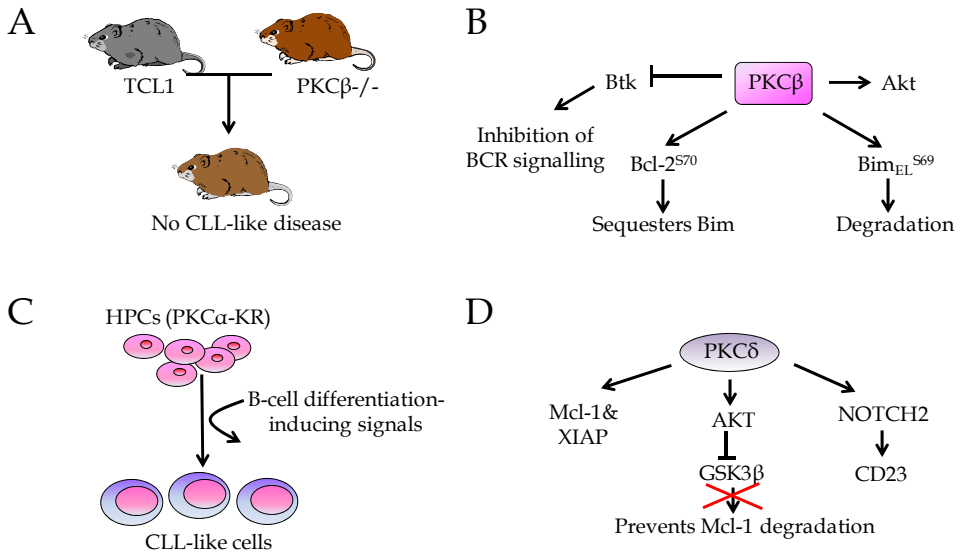 A
TCL1
PKCβ-/-
No CLL-like disease
B
Btk
PKCβ
Akt
Inhibition of
BCR signalling
Bcl-2S70
BimELS69
Sequesters Bim
Degradation
C
HPCs (PKCα-KR)
B-cell differentiation-
inducing signals
CLL-like cells
D
PKCδ
Mcl-1&
XIAP
AKT
NOTCH2
GSK3β
CD23
Prevents Mcl-1 degradation